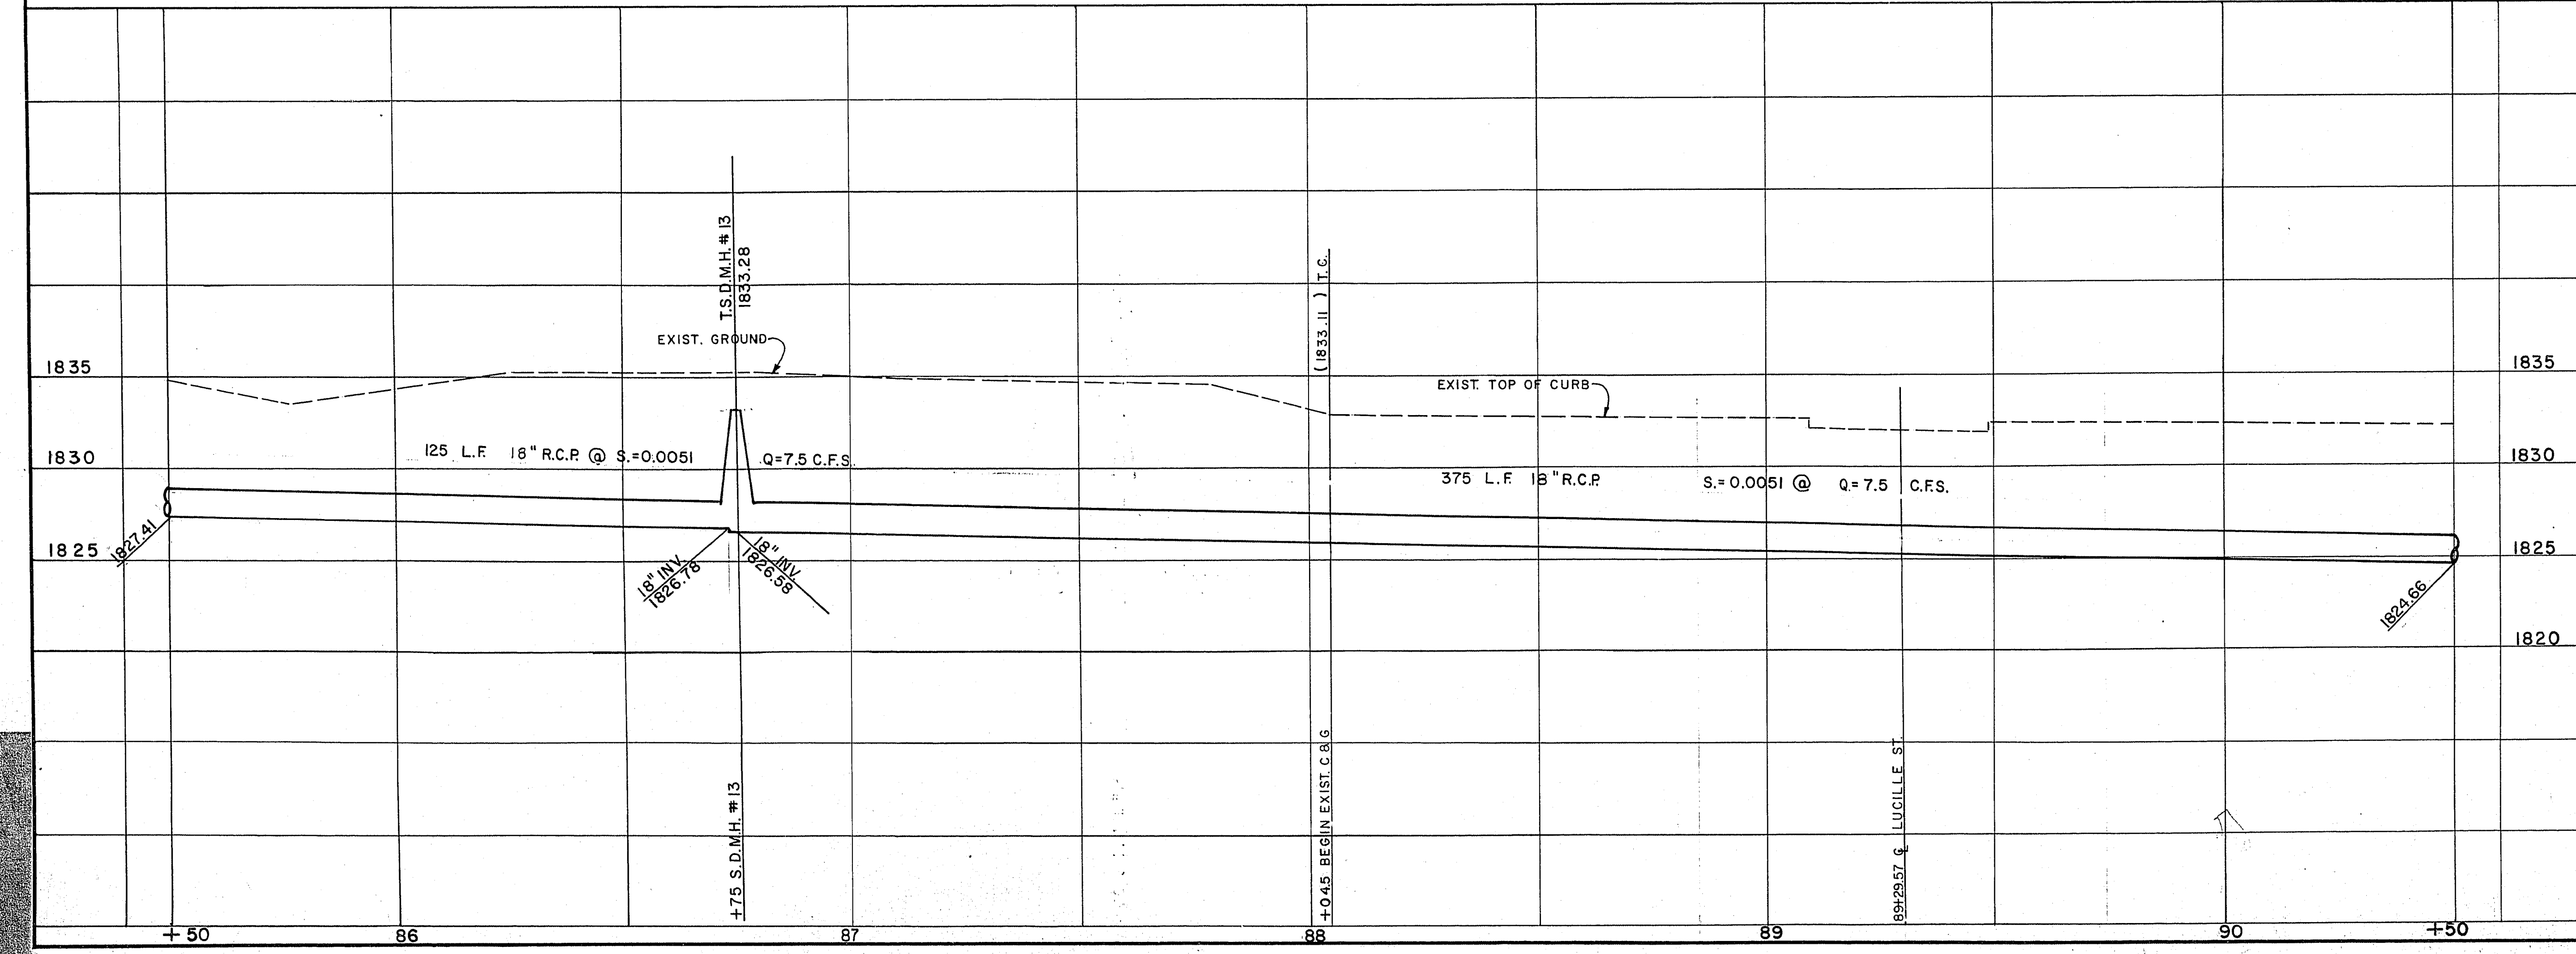 T.S.D.M.H. #13
1833.28
(1833.11) T.C.
EXIST. GROUND
EXIST. TOP OF CURB
1835
1835
125 L.F. 18" R.C.P. @ S.=0.0051 Q=7.5 C.F.S.
1830
1830
375 L.F. 18" R.C.P. S.=0.0051 @ Q.=7.5 C.F.S.
1827.41
1825
1825
18" INV.
1826.78
18" INV.
1826.58
1824.66
1820
+75 S.D.M.H. #13
+04.5 BEGIN EXIST. C&G
89+29.57 ℄ LUCILLE ST.
+50 86 87 88 89 90 +50